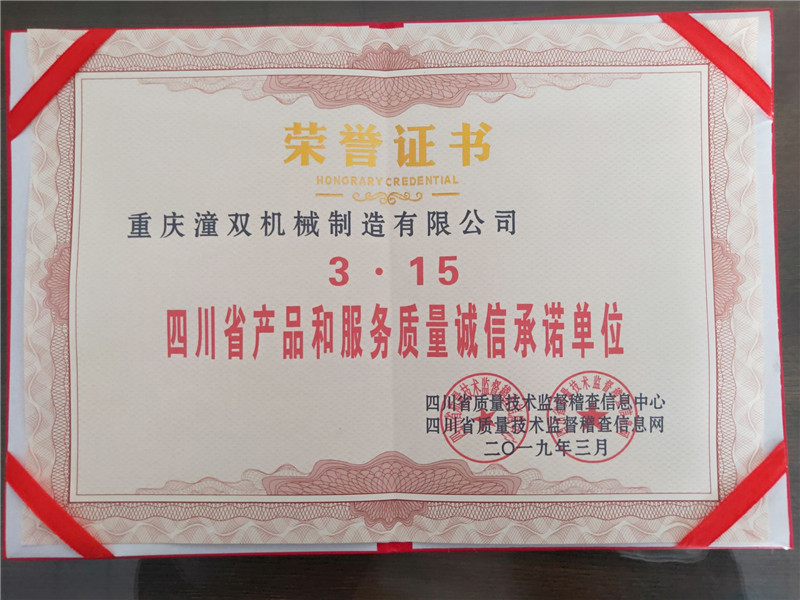 荣誉证书
HONORARY CREDENTIAL
重庆潼双机械制造有限公司
3·15
四川省产品和服务质量诚信承诺单位
四川省质量技术监督稽查信息中心
四川省质量技术监督稽查信息网
二〇一九年三月